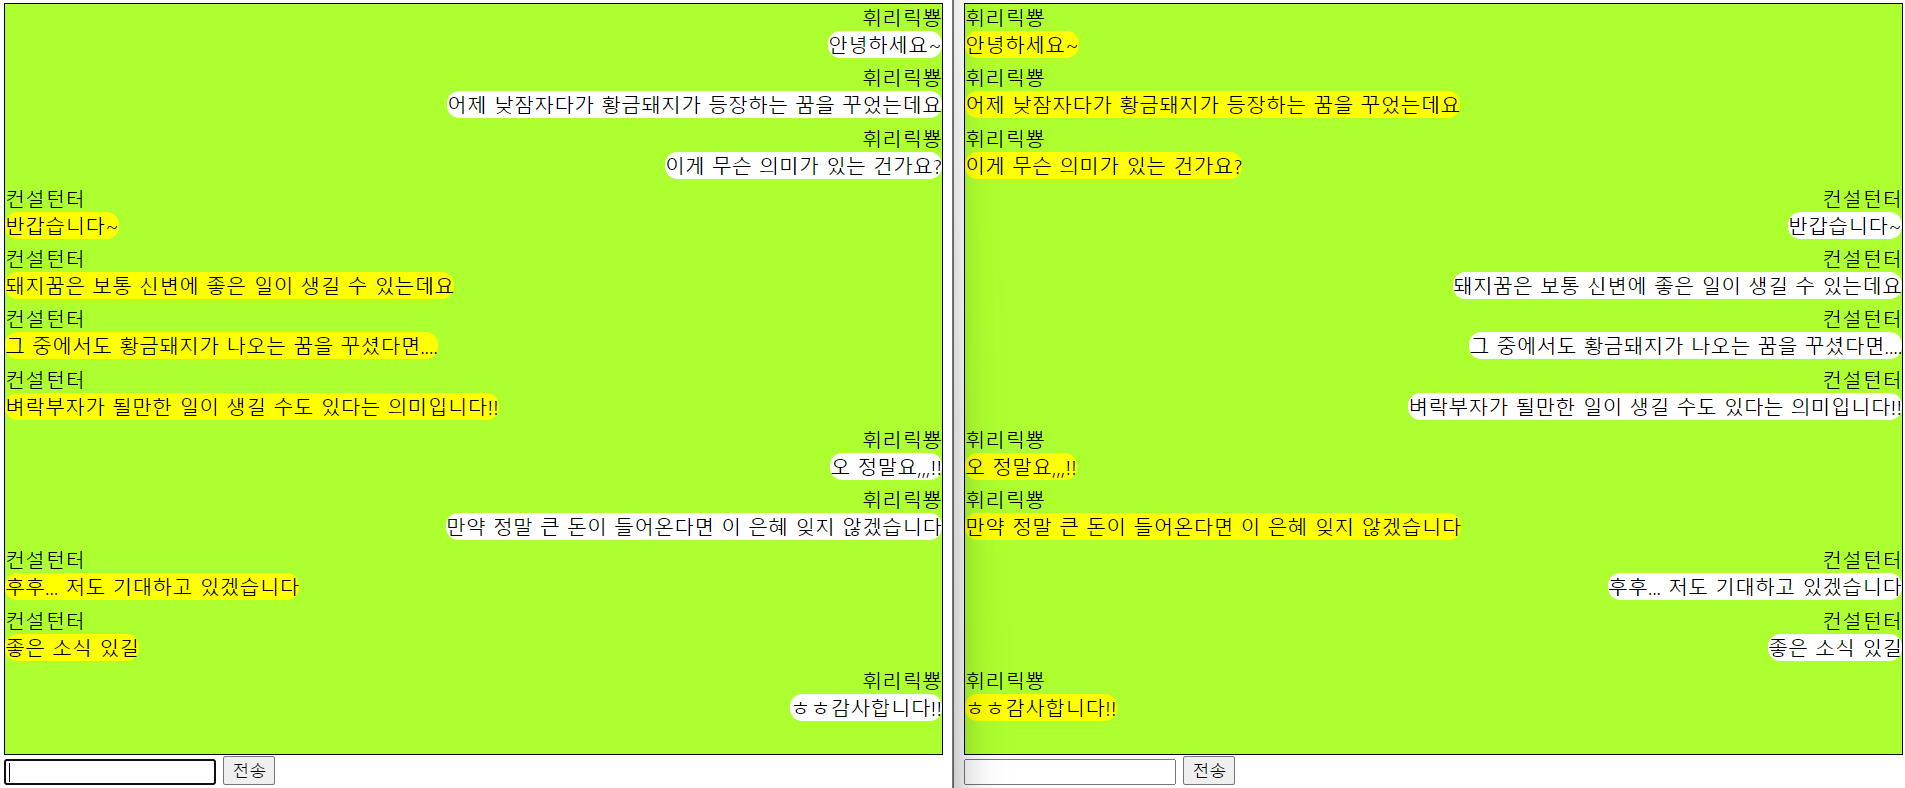 휘리릭뿅
안녕하세요~
휘리릭뿅
어제 낮잠자다가 황금돼지가 등장하는 꿈을 꾸었는데요
휘리릭뿅
이게 무슨 의미가 있는 건가요?
컨설턴터
반갑습니다~
컨설턴터
돼지꿈은 보통 신변에 좋은 일이 생길 수 있는데요
컨설턴터
그 중에서도 황금돼지가 나오는 꿈을 꾸셨다면....
컨설턴터
벼락부자가 될만한 일이 생길 수도 있다는 의미입니다!!
휘리릭뿅
오 정말요,,,!!
휘리릭뿅
만약 정말 큰 돈이 들어온다면 이 은혜 잊지 않겠습니다
컨설턴터
후후... 저도 기대하고 있겠습니다
컨설턴터
좋은 소식 있길
휘리릭뿅
ㅎㅎ감사합니다!!
전송
휘리릭뿅
안녕하세요~
휘리릭뿅
어제 낮잠자다가 황금돼지가 등장하는 꿈을 꾸었는데요
휘리릭뿅
이게 무슨 의미가 있는 건가요?
컨설턴터
반갑습니다~
컨설턴터
돼지꿈은 보통 신변에 좋은 일이 생길 수 있는데요
컨설턴터
그 중에서도 황금돼지가 나오는 꿈을 꾸셨다면....
컨설턴터
벼락부자가 될만한 일이 생길 수도 있다는 의미입니다!!
휘리릭뿅
오 정말요,,,!!
휘리릭뿅
만약 정말 큰 돈이 들어온다면 이 은혜 잊지 않겠습니다
컨설턴터
후후... 저도 기대하고 있겠습니다
컨설턴터
좋은 소식 있길
휘리릭뿅
ㅎㅎ감사합니다!!
전송